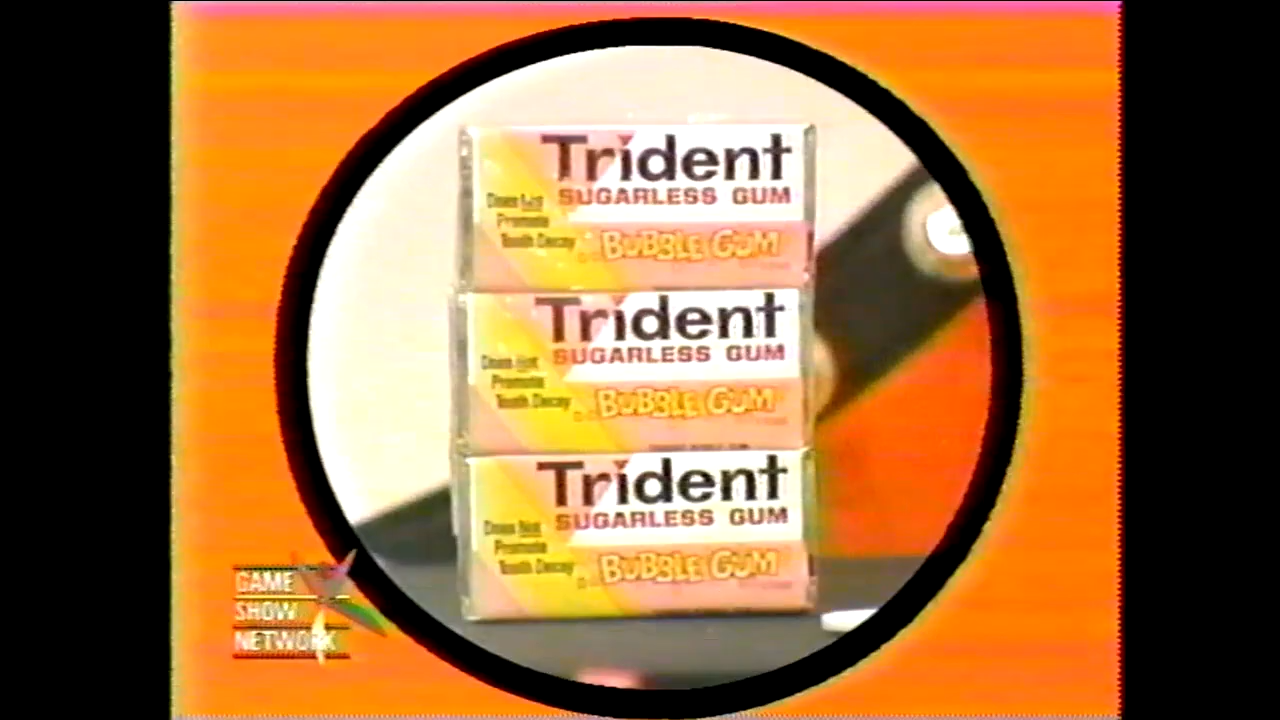 Trident
SUGARLESS GUM
Does Not
Promote
Tooth Decay
BUBBLE GUM
Trident
SUGARLESS GUM
Does Not
Promote
Tooth Decay
BUBBLE GUM
Trident
SUGARLESS GUM
Does Not
Promote
Tooth Decay
BUBBLE GUM
GAME
SHOW
NETWORK